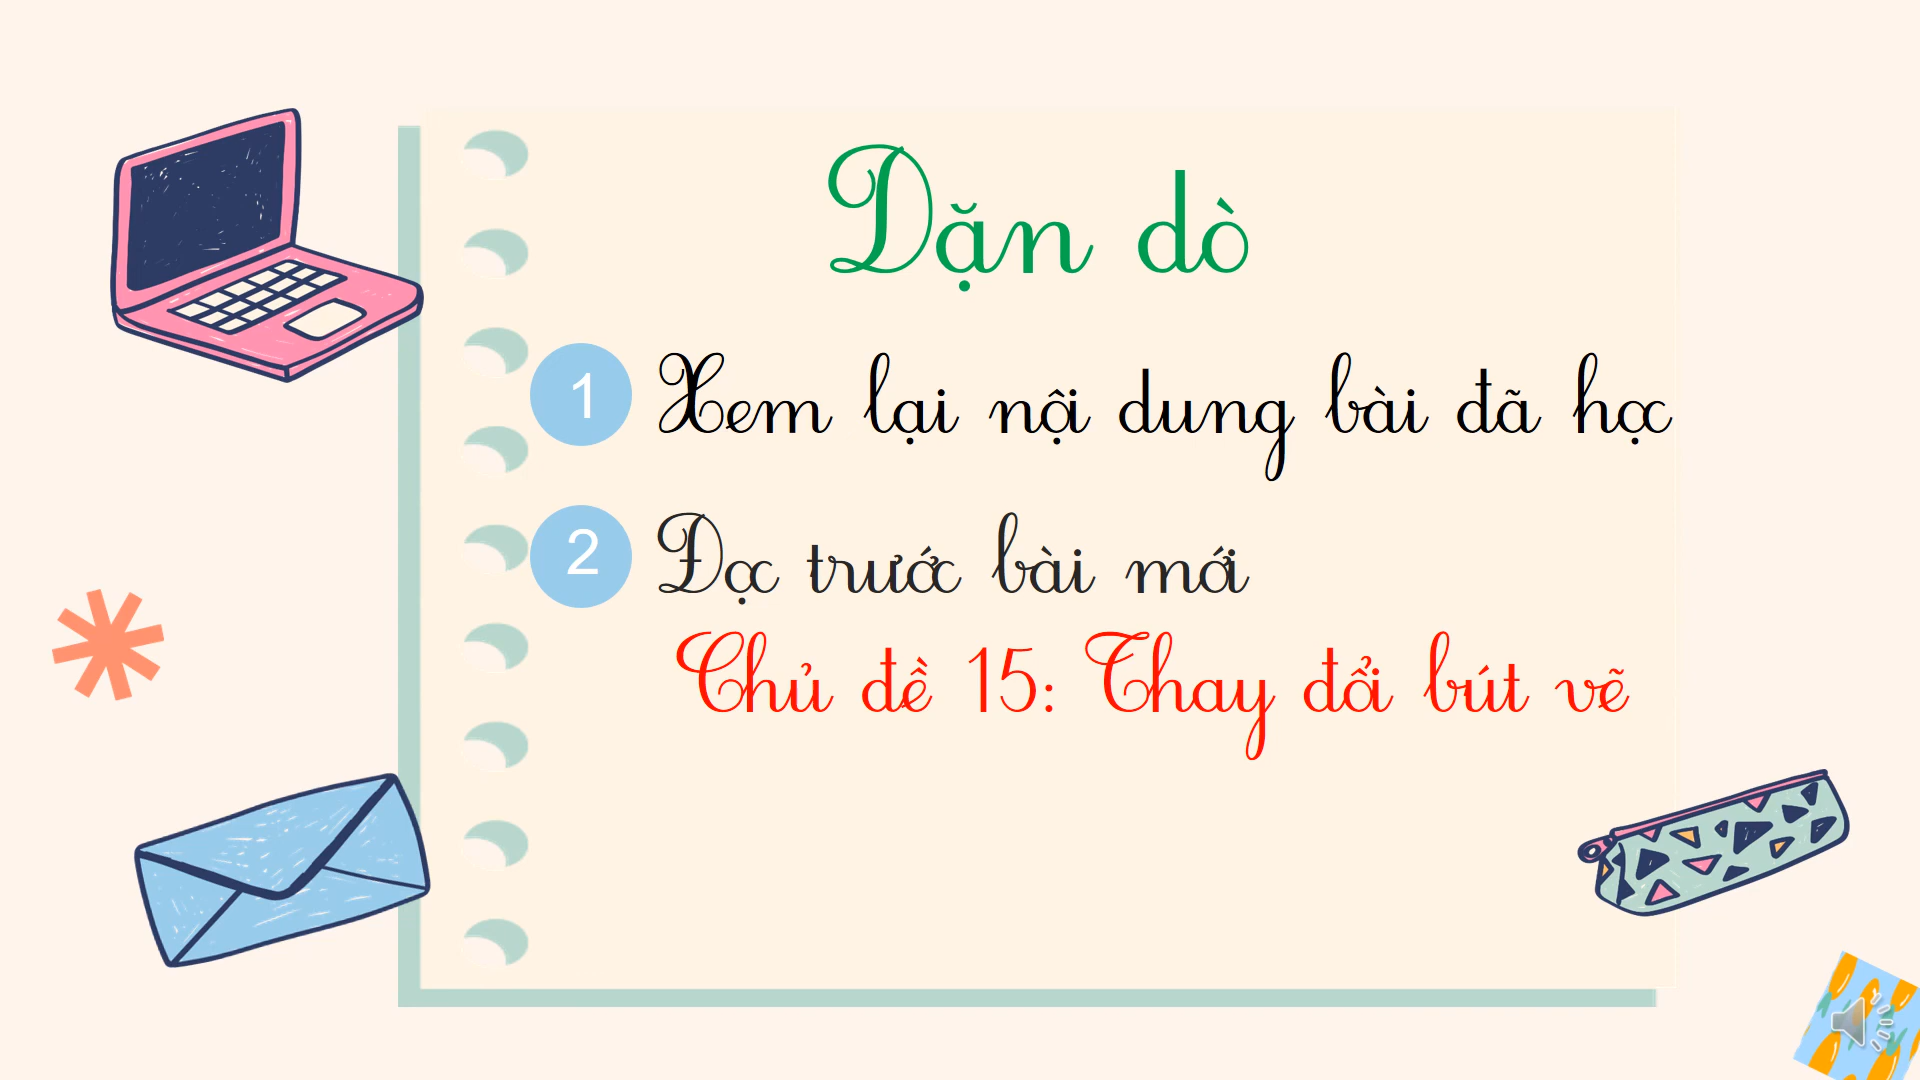 Dặn dò
1 Xem lại nội dung bài đã học
2 Đọc trước bài mới
Chủ đề 15: Thay đổi bút vẽ